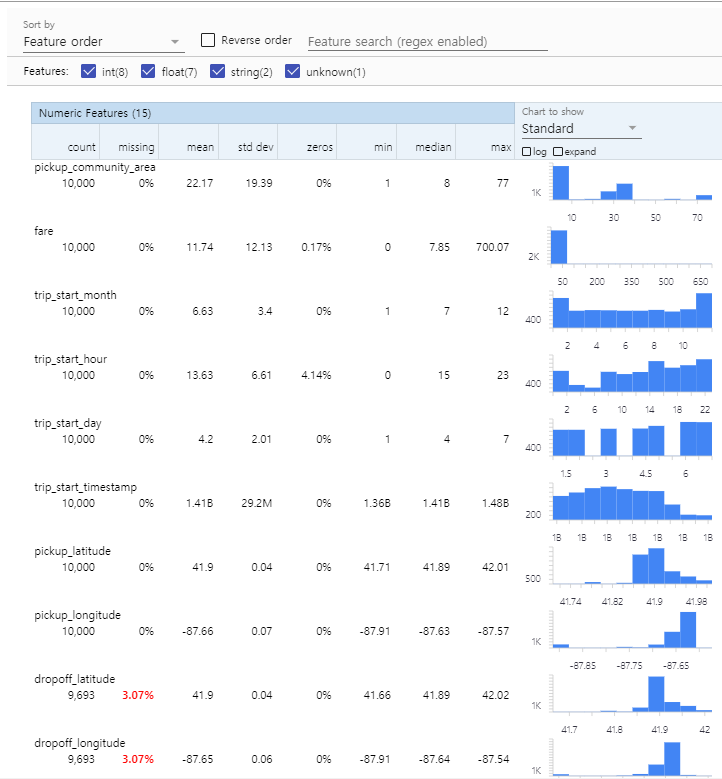 Sort by
Feature order
Reverse order
Feature search (regex enabled)
Features: int(8) float(7) string(2) unknown(1)
Numeric Features (15)
Chart to show
Standard
count missing mean std dev zeros min median max
log expand
pickup_community_area
10,000 0% 22.17 19.39 0% 1 8 77
1K
10 30 50 70
fare
10,000 0% 11.74 12.13 0.17% 0 7.85 700.07
2K
50 200 350 500 650
trip_start_month
10,000 0% 6.63 3.4 0% 1 7 12
400
2 4 6 8 10
trip_start_hour
10,000 0% 13.63 6.61 4.14% 0 15 23
400
2 6 10 14 18 22
trip_start_day
10,000 0% 4.2 2.01 0% 1 4 7
400
1.5 3 4.5 6
trip_start_timestamp
10,000 0% 1.41B 29.2M 0% 1.36B 1.41B 1.48B
200
1B 1B 1B 1B 1B 1B 1B
pickup_latitude
10,000 0% 41.9 0.04 0% 41.71 41.89 42.01
500
41.74 41.82 41.9 41.98
pickup_longitude
10,000 0% -87.66 0.07 0% -87.91 -87.63 -87.57
1K
-87.85 -87.75 -87.65
dropoff_latitude
9,693 3.07% 41.9 0.04 0% 41.66 41.89 42.02
1K
41.7 41.8 41.9 42
dropoff_longitude
9,693 3.07% -87.65 0.06 0% -87.91 -87.64 -87.54
1K